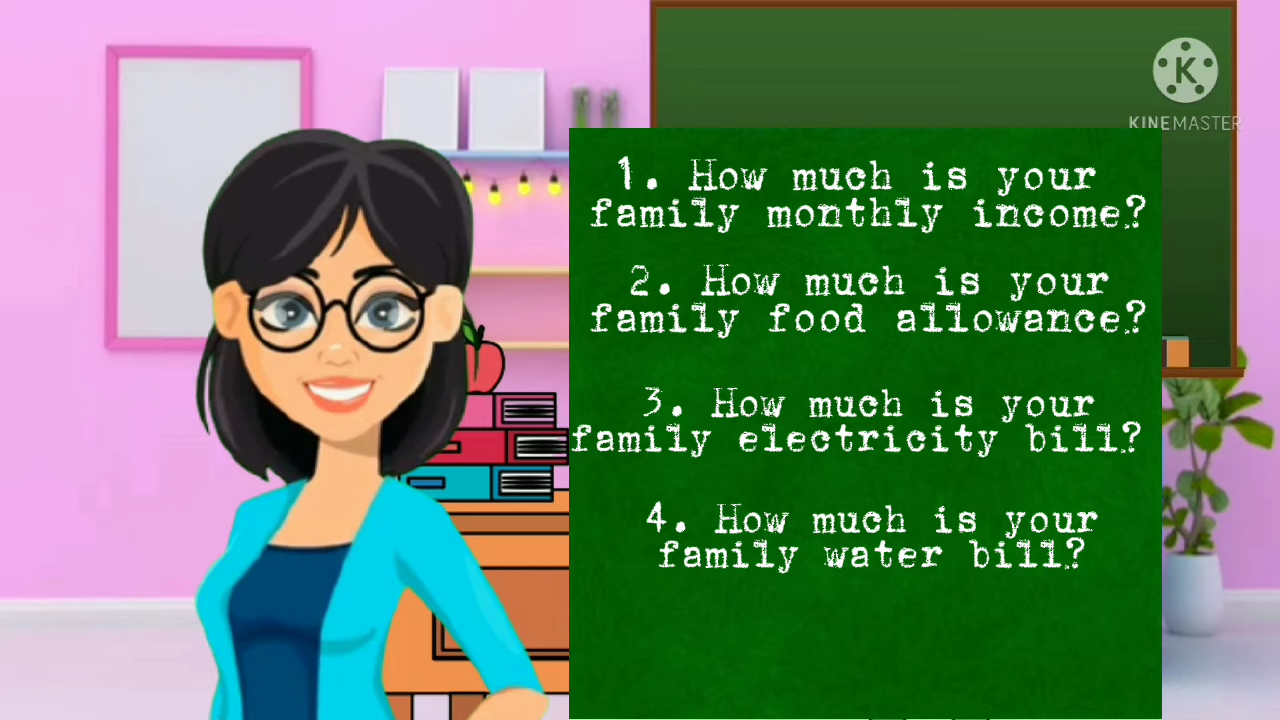 KINEMASTER
1. How much is your
family monthly income?
2. How much is your
family food allowance?
3. How much is your
family electricity bill?
4. How much is your
family water bill?